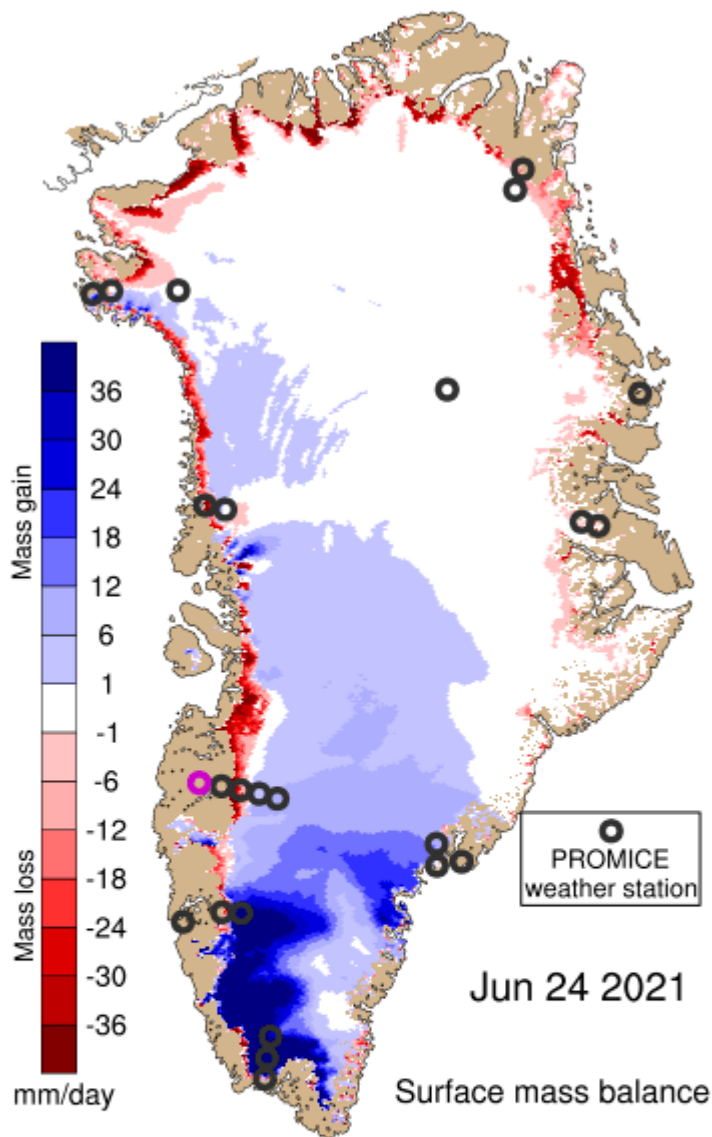 Mass gain
Mass loss
36
30
24
18
12
6
1
-1
-6
-12
-18
-24
-30
-36
mm/day
PROMICE
weather station
Jun 24 2021
Surface mass balance